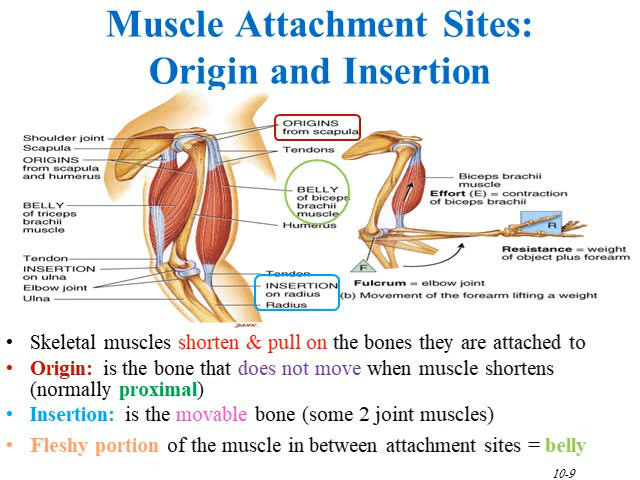 Muscle Attachment Sites:
Origin and Insertion
Shoulder joint
Scapula
ORIGINS
from scapula
and humerus
BELLY
of triceps
brachii
muscle
Tendon
INSERTION
on ulna
Elbow joint
Ulna
ORIGINS
from scapula
Tendons
BELLY
of biceps
brachii
muscle
Humerus
Tendon
INSERTION
on radius
Radius
Biceps brachii
muscle
Effort (E) = contraction
of biceps brachii
R
Resistance = weight
of object plus forearm
F
Fulcrum = elbow joint
(b) Movement of the forearm lifting a weight
• Skeletal muscles shorten & pull on the bones they are attached to
• Origin: is the bone that does not move when muscle shortens
(normally proximal)
• Insertion: is the movable bone (some 2 joint muscles)
• Fleshy portion of the muscle in between attachment sites = belly
10-9